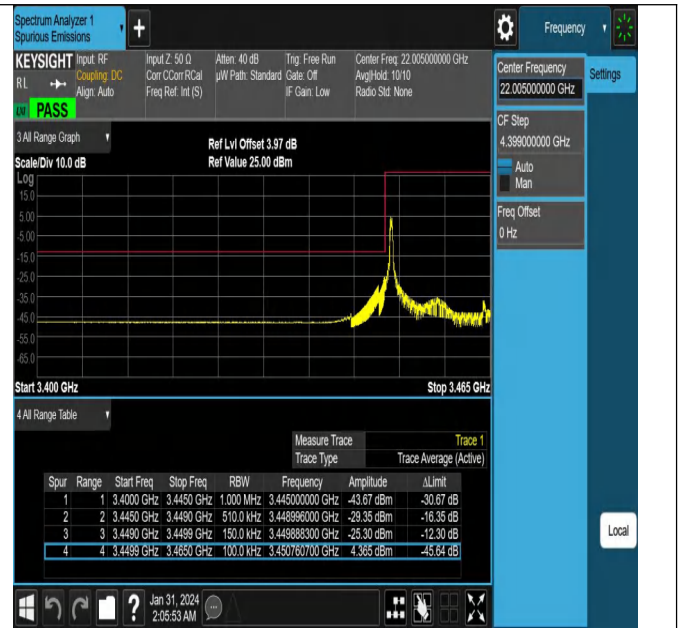 Spectrum Analyzer 1
Spurious Emissions
+
Frequency
KEYSIGHT Input: RF Input Z: 50 Ω Atten: 40 dB Trig: Free Run Center Freq: 22.005000000 GHz
RL Coupling: DC Corr CCorr RCal µW Path: Standard Gate: Off Avg|Hold: 10/10
Align: Auto Freq Ref: Int (S) IF Gain: Low Radio Std: None
PASS
Center Frequency
22.005000000 GHz
Settings
CF Step
4.399000000 GHz
Auto
Man
Freq Offset
0 Hz
3 All Range Graph
Ref Lvl Offset 3.97 dB
Scale/Div 10.0 dB Ref Value 25.00 dBm
Log
15.0
5.00
-5.00
-15.0
-25.0
-35.0
-45.0
-55.0
-65.0
Start 3.400 GHz Stop 3.465 GHz
4 All Range Table
Measure Trace Trace 1
Trace Type Trace Average (Active)
Spur Range Start Freq Stop Freq RBW Frequency Amplitude ΔLimit
1 1 3.4000 GHz 3.4450 GHz 1.000 MHz 3.445000000 GHz -43.67 dBm -30.67 dB
2 2 3.4450 GHz 3.4490 GHz 510.0 kHz 3.448996000 GHz -29.35 dBm -16.35 dB
3 3 3.4490 GHz 3.4499 GHz 150.0 kHz 3.449888300 GHz -25.30 dBm -12.30 dB
4 4 3.4499 GHz 3.4650 GHz 100.0 kHz 3.450760700 GHz 4.365 dBm -45.64 dB
Local
? Jan 31, 2024
2:05:53 AM